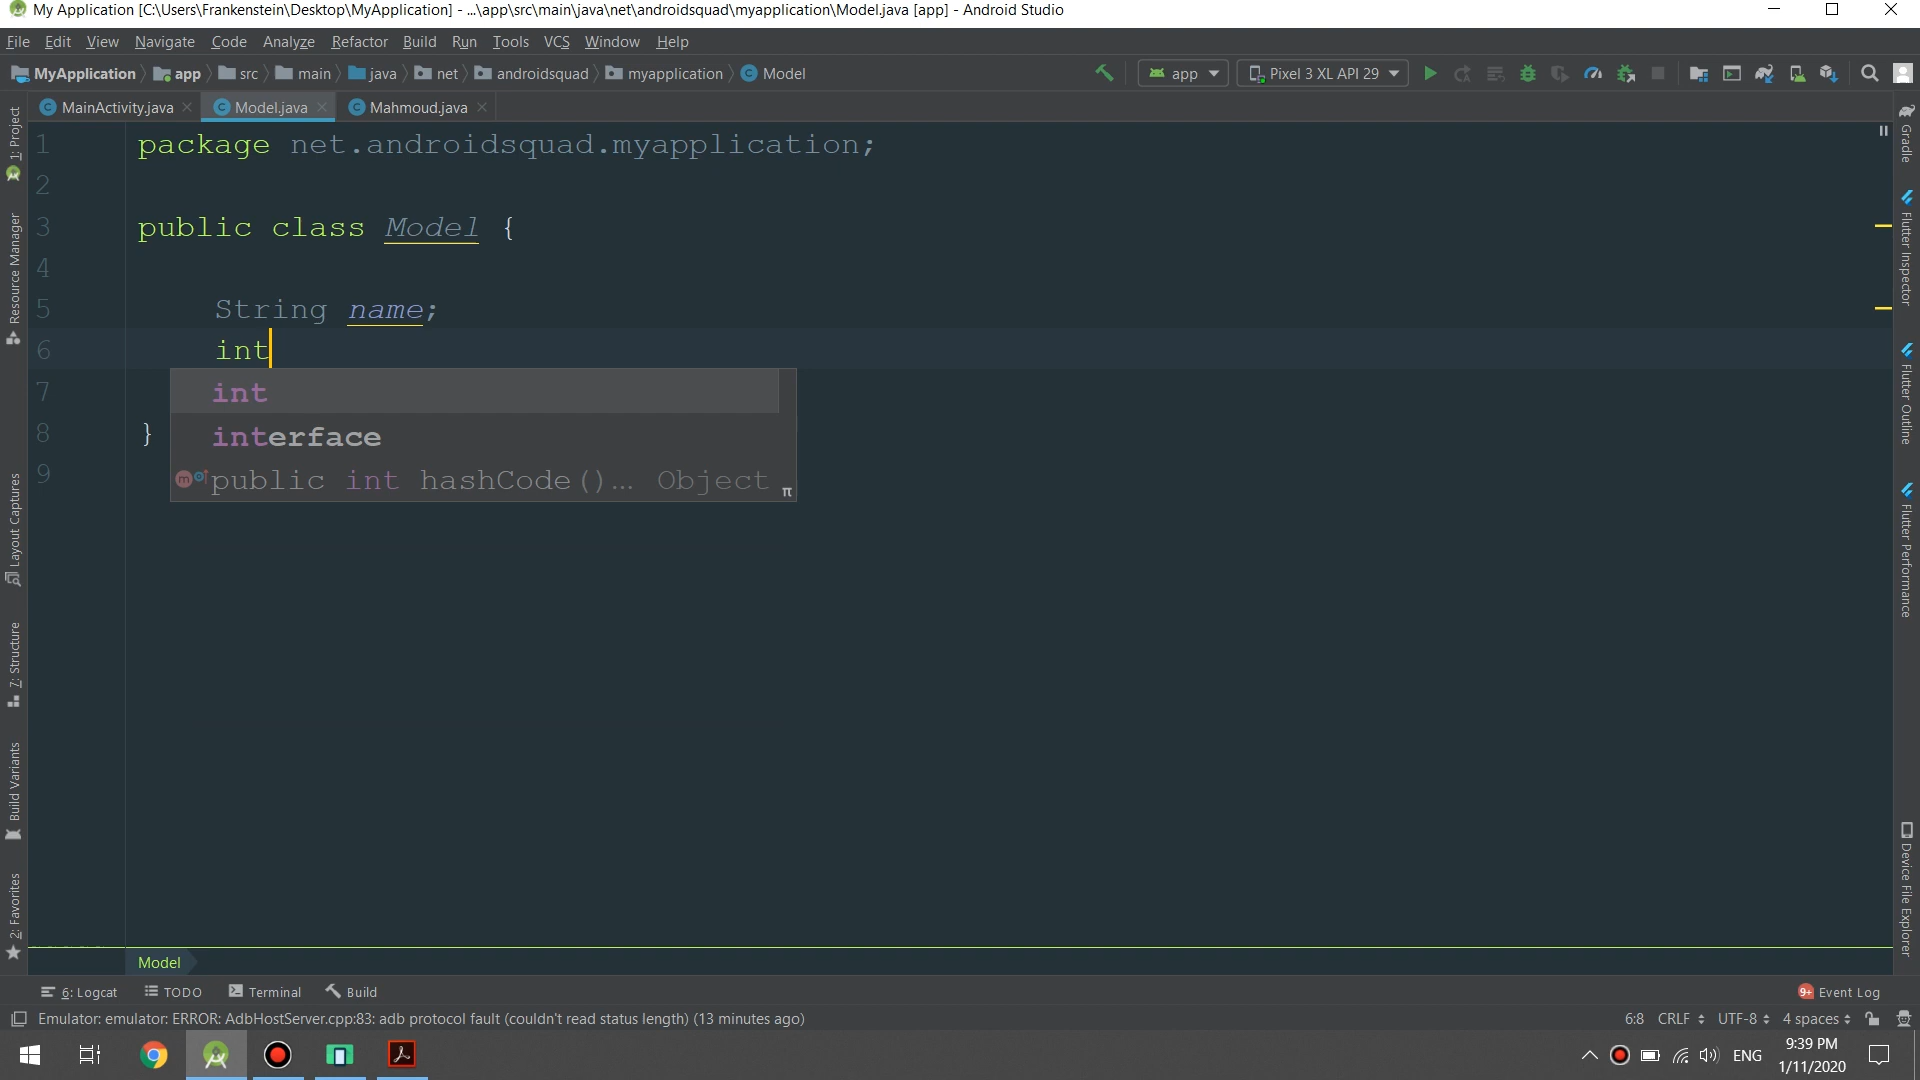 My Application [C:\Users\Frankenstein\Desktop\MyApplication] - ...\app\src\main\java\net\androidsquad\myapplication\Model.java [app] - Android Studio
File Edit View Navigate Code Analyze Refactor Build Run Tools VCS Window Help
MyApplication app src main java net androidsquad myapplication Model app Pixel 3 XL API 29
MainActivity.java Model.java Mahmoud.java
1 package net.androidsquad.myapplication;
2
3 public class Model {
4
5 String name;
6 int
7 int
interface
8 }
9 public int hashCode()... Object π
1: Project
Resource Manager
Layout Captures
7: Structure
Build Variants
2: Favorites
Gradle
Flutter Inspector
Flutter Outline
Flutter Performance
Device File Explorer
Model
6: Logcat TODO Terminal Build 9+ Event Log
Emulator: emulator: ERROR: AdbHostServer.cpp:83: adb protocol fault (couldn't read status length) (13 minutes ago) 6:8 CRLF UTF-8 4 spaces
ENG 9:39 PM
1/11/2020